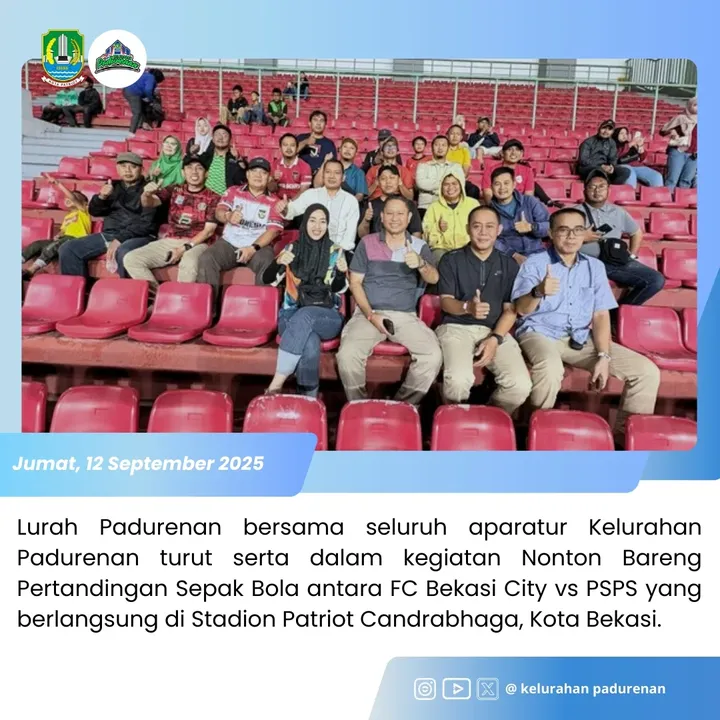 Jumat, 12 September 2025
Lurah Padurenan bersama seluruh aparatur Kelurahan
Padurenan turut serta dalam kegiatan Nonton Bareng
Pertandingan Sepak Bola antara FC Bekasi City vs PSPS yang
berlangsung di Stadion Patriot Candrabhaga, Kota Bekasi.
@ kelurahan padurenan